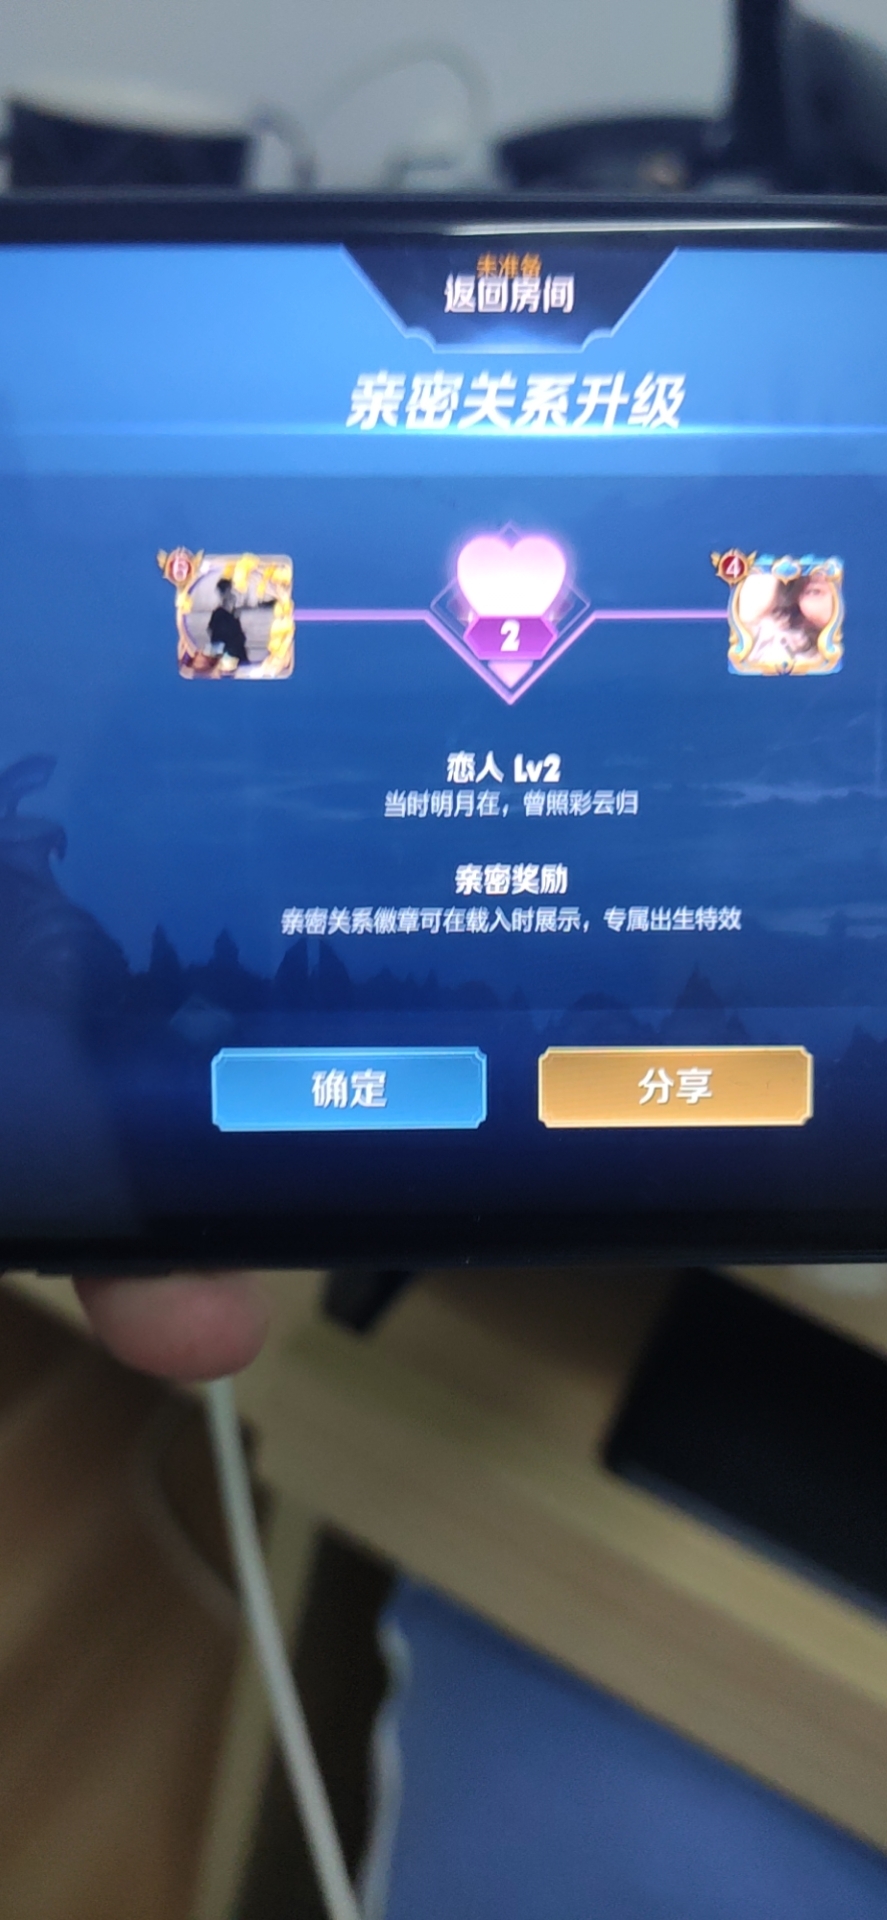 未准备
返回房间
亲密关系升级
6
4
2
恋人 Lv2
当时明月在，曾照彩云归
亲密奖励
亲密关系徽章可在载入时展示，专属出生特效
确定
分享